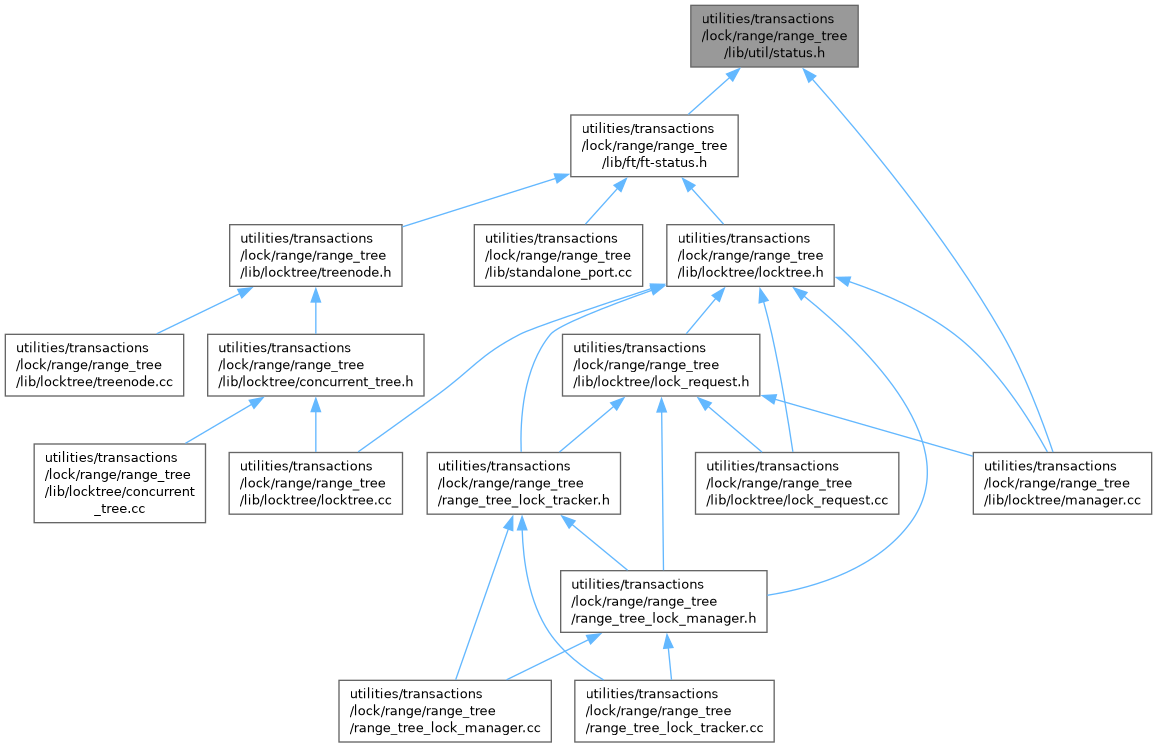 utilities/transactions
/lock/range/range_tree
/lib/util/status.h
utilities/transactions
/lock/range/range_tree
/lib/ft/ft-status.h
utilities/transactions
/lock/range/range_tree
/lib/locktree/treenode.h
utilities/transactions
/lock/range/range_tree
/lib/standalone_port.cc
utilities/transactions
/lock/range/range_tree
/lib/locktree/locktree.h
utilities/transactions
/lock/range/range_tree
/lib/locktree/treenode.cc
utilities/transactions
/lock/range/range_tree
/lib/locktree/concurrent_tree.h
utilities/transactions
/lock/range/range_tree
/lib/locktree/lock_request.h
utilities/transactions
/lock/range/range_tree
/lib/locktree/concurrent
_tree.cc
utilities/transactions
/lock/range/range_tree
/lib/locktree/locktree.cc
utilities/transactions
/lock/range/range_tree
/range_tree_lock_tracker.h
utilities/transactions
/lock/range/range_tree
/lib/locktree/lock_request.cc
utilities/transactions
/lock/range/range_tree
/lib/locktree/manager.cc
utilities/transactions
/lock/range/range_tree
/range_tree_lock_manager.h
utilities/transactions
/lock/range/range_tree
/range_tree_lock_manager.cc
utilities/transactions
/lock/range/range_tree
/range_tree_lock_tracker.cc